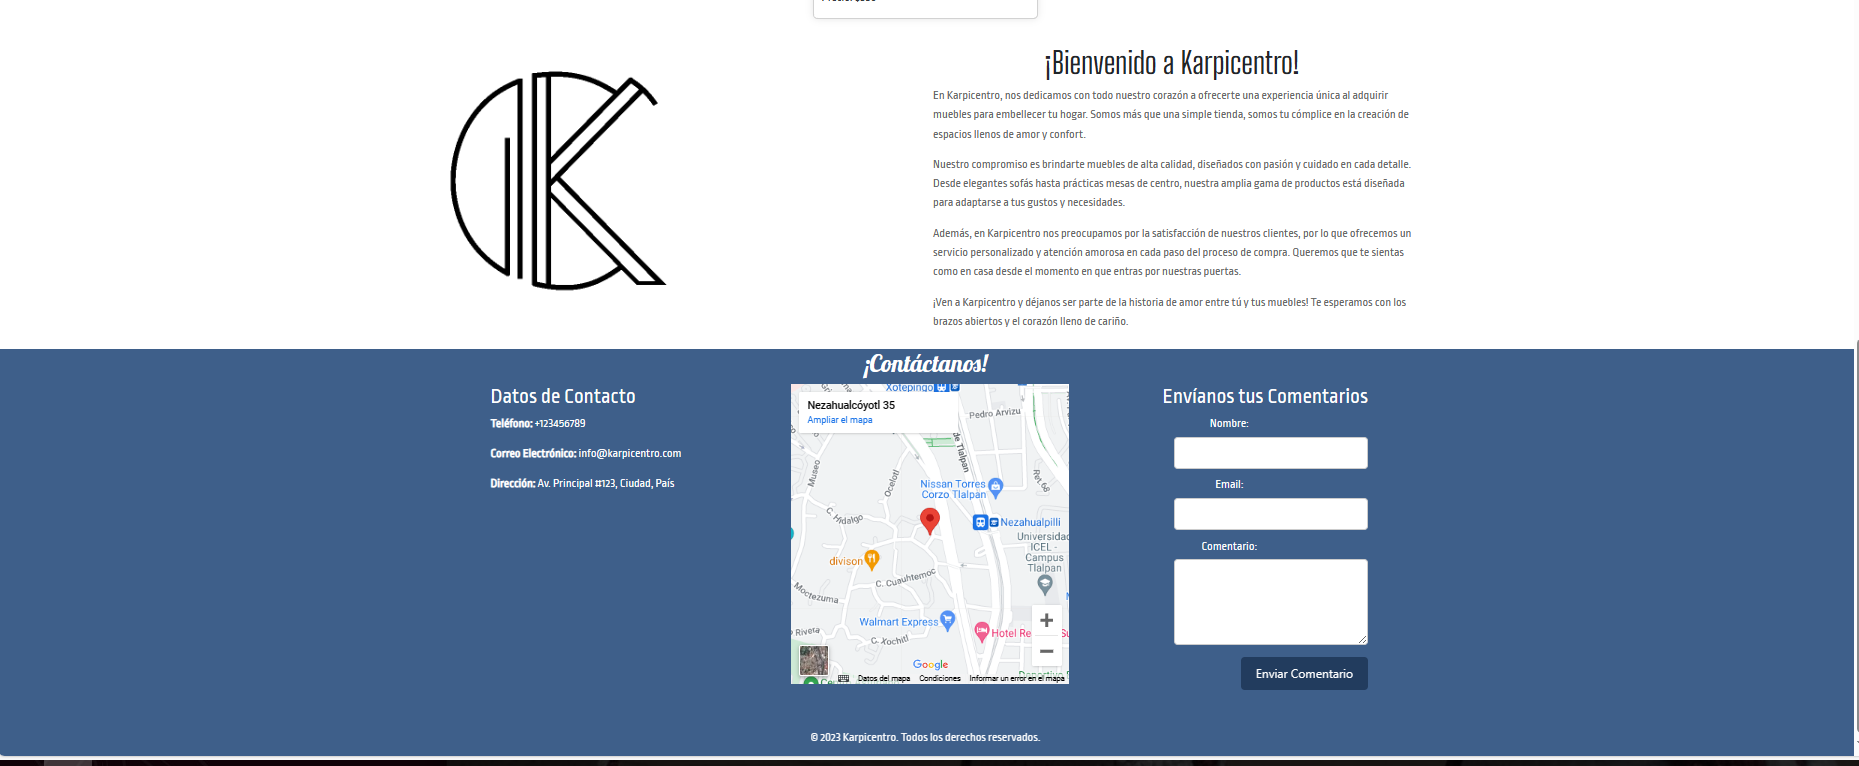 ¡Bienvenido a Karpicentro!
En Karpicentro, nos dedicamos con todo nuestro corazón a ofrecerte una experiencia única al adquirir
muebles para embellecer tu hogar. Somos más que una simple tienda, somos tu cómplice en la creación de
espacios llenos de amor y confort.
Nuestro compromiso es brindarte muebles de alta calidad, diseñados con pasión y cuidado en cada detalle.
Desde elegantes sofás hasta prácticas mesas de centro, nuestra amplia gama de productos está diseñada
para adaptarse a tus gustos y necesidades.
Además, en Karpicentro nos preocupamos por la satisfacción de nuestros clientes, por lo que ofrecemos un
servicio personalizado y atención amorosa en cada paso del proceso de compra. Queremos que te sientas
como en casa desde el momento en que entras por nuestras puertas.
¡Ven a Karpicentro y déjanos ser parte de la historia de amor entre tú y tus muebles! Te esperamos con los
brazos abiertos y el corazón lleno de cariño.
¡Contáctanos!
Datos de Contacto
Teléfono: +123456789
Correo Electrónico: info@karpicentro.com
Dirección: Av. Principal #123, Ciudad, País
Xotepingo
Nezahualcóyotl 35
Ampliar el mapa
Pedro Arvizu
de Tlalpan
Museo
Ocelotl
Ret.68
Nissan Torres
Corzo Tlalpan
C. Hidalgo
Nezahualpilli
Universidad
ICEL -
Campus
Tlalpan
divison
C. Cuauhtemoc
Moctezuma
Walmart Express
Rivera
C. Xochitl
Hotel Re
Google
Datos del mapa
Condiciones
Informar un error en el mapa
Envíanos tus Comentarios
Nombre:
Email:
Comentario:
Enviar Comentario
© 2023 Karpicentro. Todos los derechos reservados.